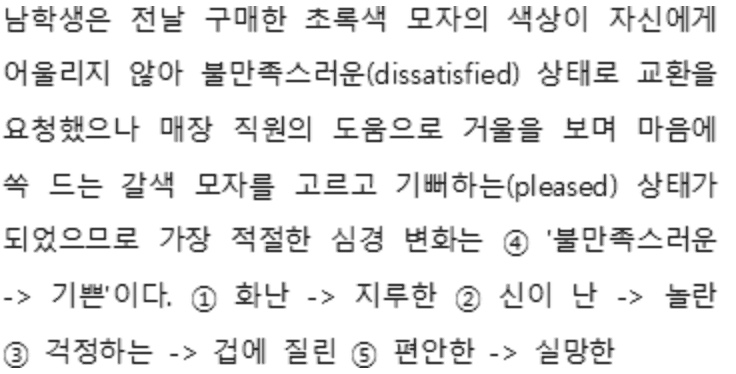 남학생은 전날 구매한 초록색 모자의 색상이 자신에게
어울리지 않아 불만족스러운(dissatisfied) 상태로 교환을
요청했으나 매장 직원의 도움으로 거울을 보며 마음에
쏙 드는 갈색 모자를 고르고 기뻐하는(pleased) 상태가
되었으므로 가장 적절한 심경 변화는 ④ '불만족스러운
-> 기쁜'이다. ① 화난 -> 지루한 ② 신이 난 -> 놀란
③ 걱정하는 -> 겁에 질린 ⑤ 편안한 -> 실망한